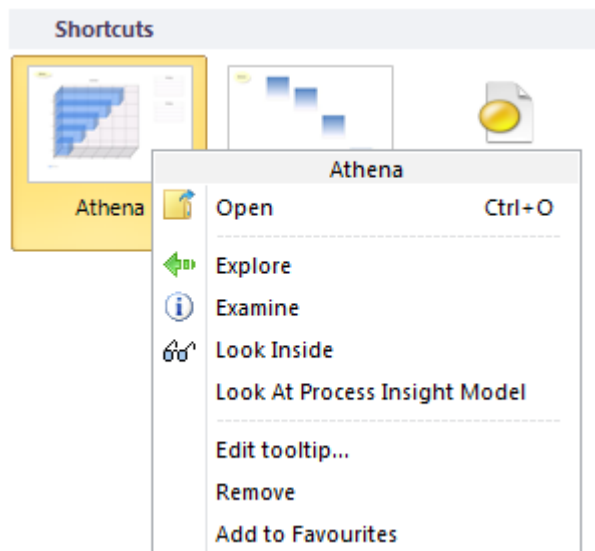 Shortcuts
Athena
Athena
Open Ctrl+O
Explore
Examine
Look Inside
Look At Process Insight Model
Edit tooltip...
Remove
Add to Favourites